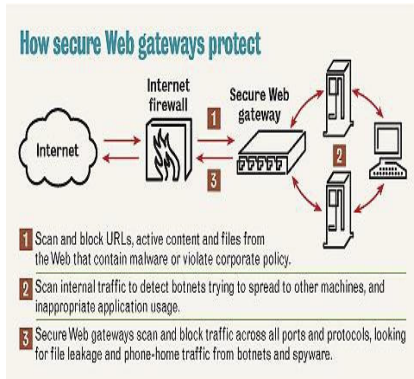 How secure Web gateways protect
Internet
firewall
Secure Web
gateway
Internet
1
2
3
1 Scan and block URLs, active content and files from
the Web that contain malware or violate corporate policy.
2 Scan internal traffic to detect botnets trying to spread to other machines, and
inappropriate application usage.
3 Secure Web gateways scan and block traffic across all ports and protocols, looking
for file leakage and phone-home traffic from botnets and spyware.